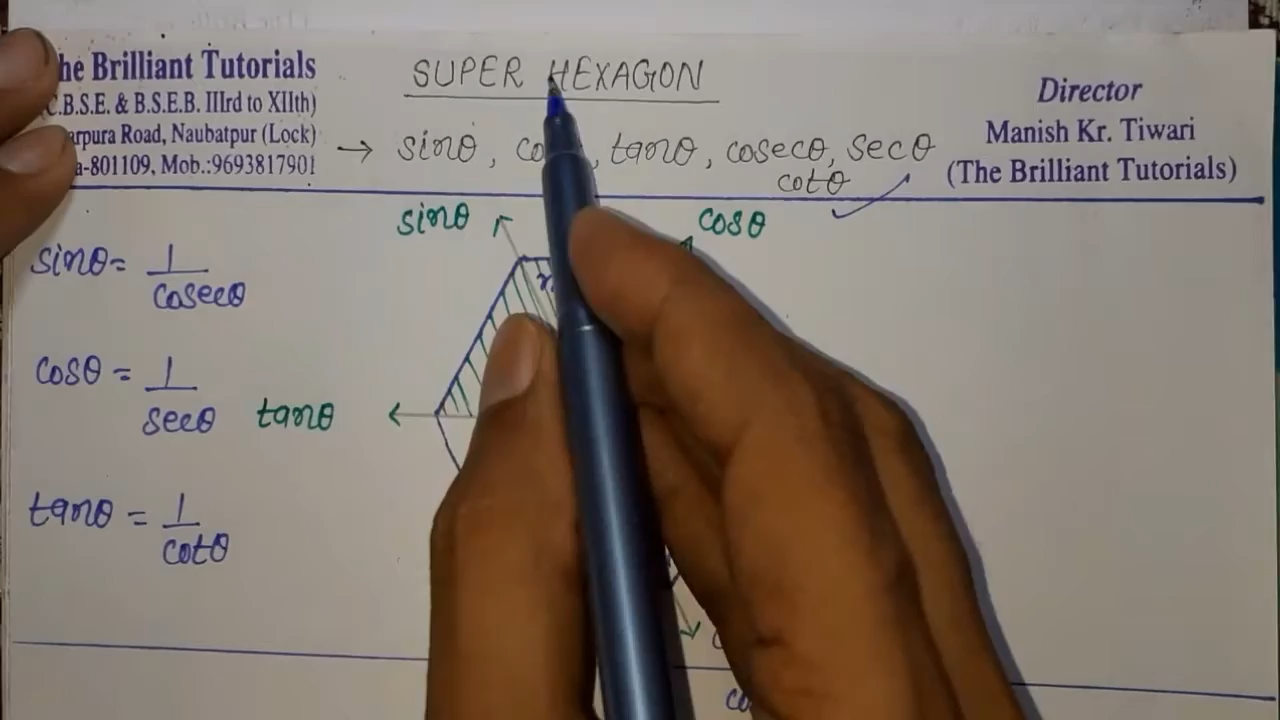 he Brilliant Tutorials
C.B.S.E. & B.S.E.B. IIIrd to XIIth)
arpura Road, Naubatpur (Lock)
a-801109, Mob.:9693817901
SUPER HEXAGON
→ sinθ, co , tanθ, cosecθ, secθ
cotθ
Director
Manish Kr. Tiwari
(The Brilliant Tutorials)
sinθ
cosθ
sinθ = 1/cosecθ
cosθ = 1/secθ
tanθ
tanθ = 1/cotθ